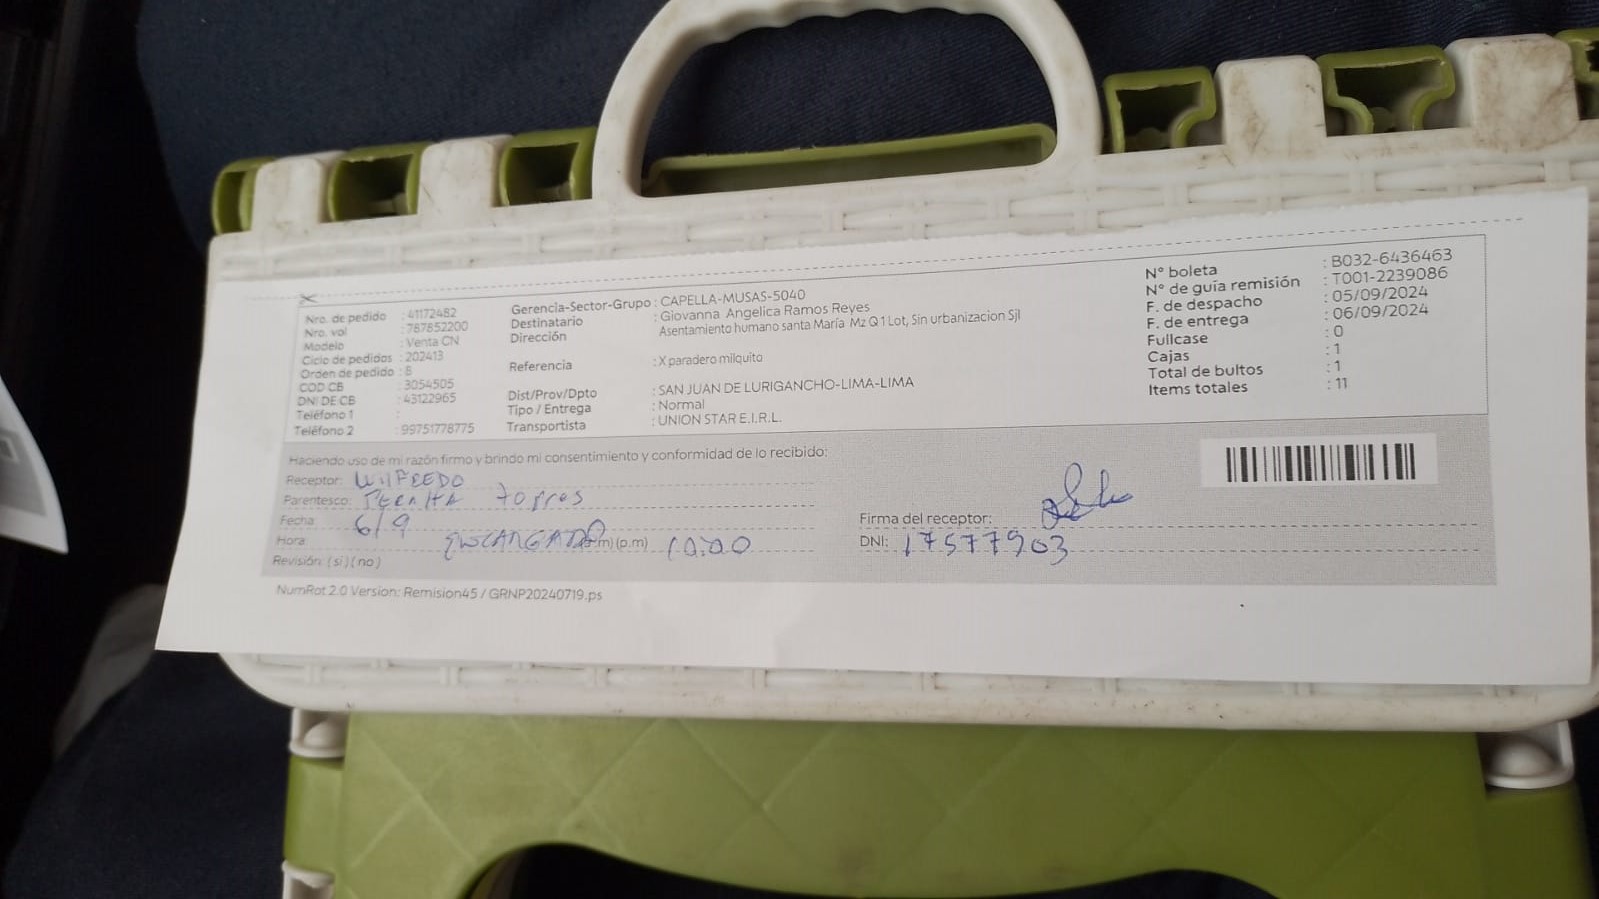 Nro. de pedido : 41172482
Nro. vol : 787852200
Modelo : Venta CN
Ciclo de pedidos : 202413
Orden de pedido : 8
COD CB : 3054505
DNI DE CB : 43122965
Teléfono 1 :
Teléfono 2 : 99751778775
Gerencia-Sector-Grupo : CAPELLA-MUSAS-5040
Destinatario : Giovanna Angelica Ramos Reyes
Dirección Asentamiento humano santa María Mz Q 1 Lot, Sin urbanizacion Sjl
Referencia : X paradero milquito
Dist/Prov/Dpto : SAN JUAN DE LURIGANCHO-LIMA-LIMA
Tipo / Entrega : Normal
Transportista : UNION STAR E.I.R.L.
N° boleta : B032-6436463
N° de guía remisión : T001-2239086
F. de despacho : 05/09/2024
F. de entrega : 06/09/2024
Fullcase : 0
Cajas : 1
Total de bultos : 1
Items totales : 11
Haciendo uso de mi razón firmo y brindo mi consentimiento y conformidad de lo recibido:
Receptor: WilFREDO
Parentesco: PERAltA torres
Fecha: 6/9
Hora: (p.m) 10:00
Revisión: (si) (no)
Firma del receptor:
DNI: 17577903
NumRot 2.0 Version: Remision45 / GRNP20240719.ps